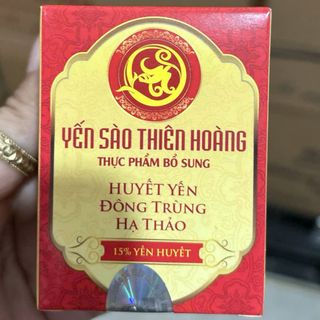 YẾN SÀO THIÊN HOÀNG
THỰC PHẨM BỔ SUNG
HUYẾT YẾN
ĐÔNG TRÙNG
HẠ THẢO
15% YẾN HUYẾT